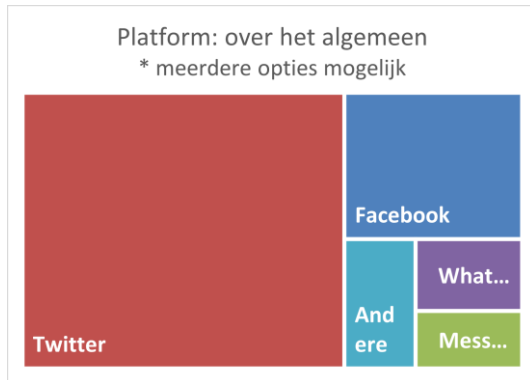 Platform: over het algemeen
* meerdere opties mogelijk
Twitter
Facebook
And
ere
What...
Mess...